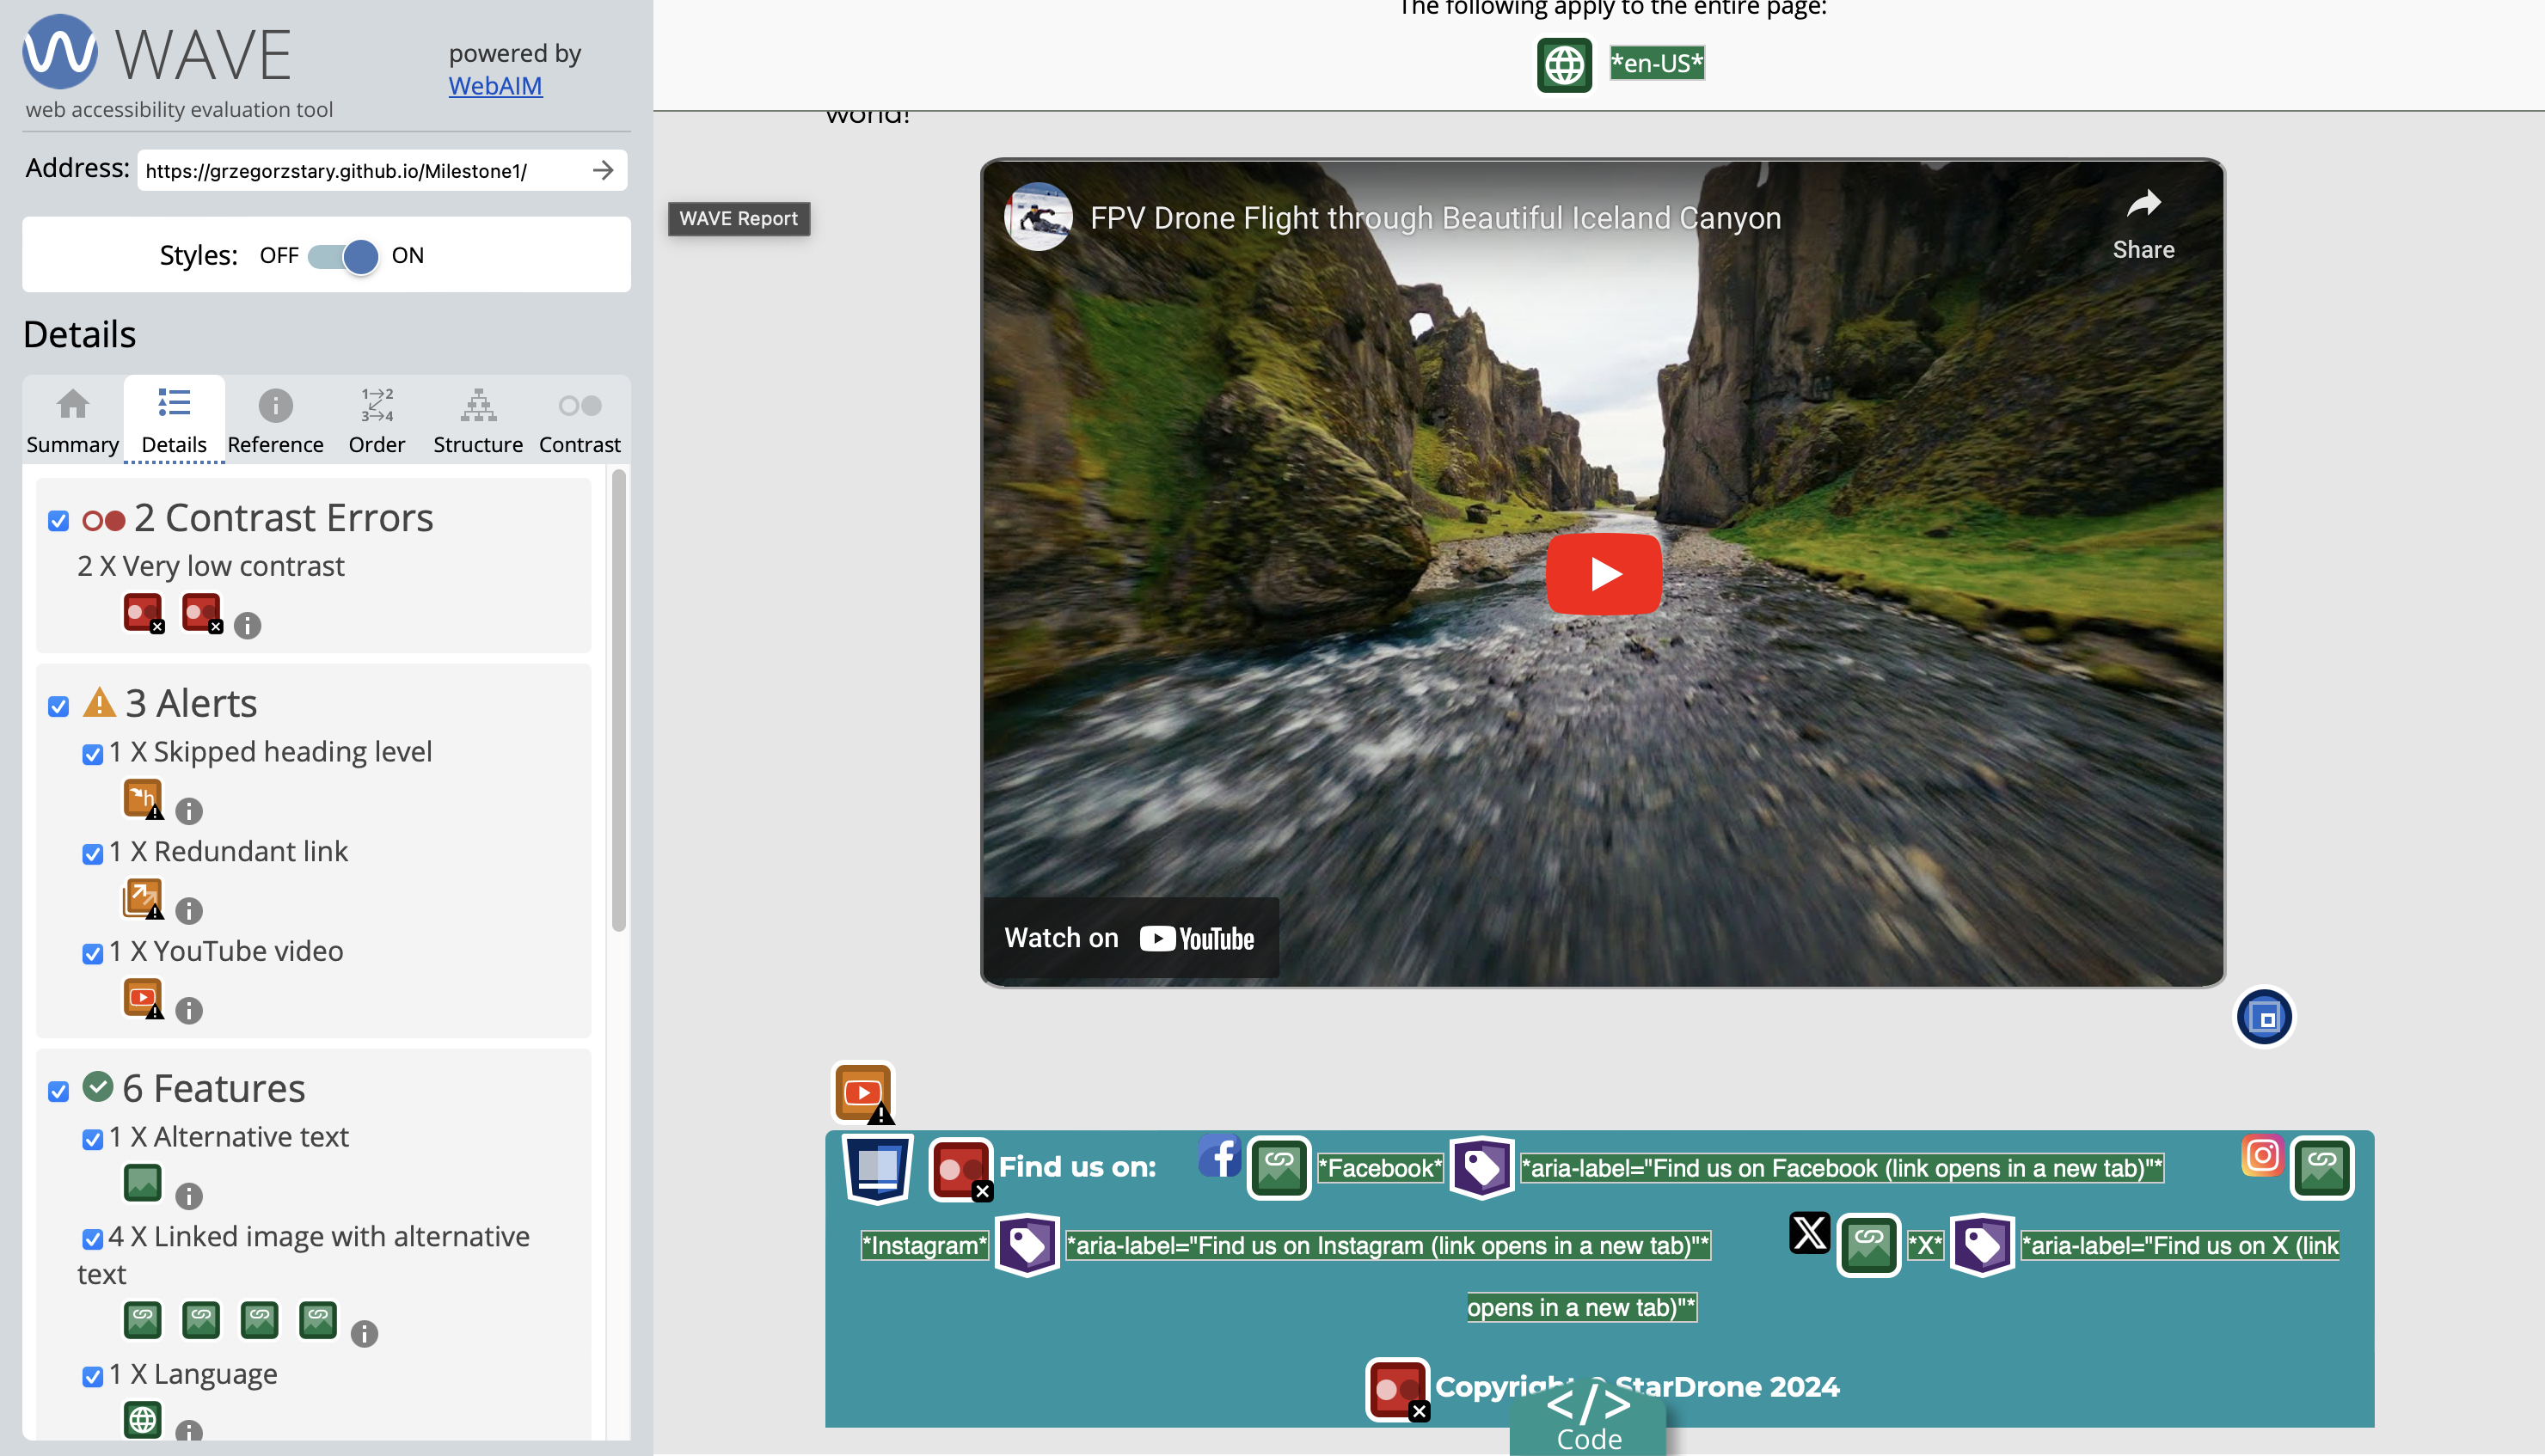 WAVE
web accessibility evaluation tool
powered by
WebAIM
Address: https://grzegorzstary.github.io/Milestone1/
Styles: OFF ON
Details
Summary Details Reference Order Structure Contrast
2 Contrast Errors
2 X Very low contrast
3 Alerts
1 X Skipped heading level
1 X Redundant link
1 X YouTube video
6 Features
1 X Alternative text
4 X Linked image with alternative
text
1 X Language
The following apply to the entire page:
*en-US*
world!
WAVE Report
FPV Drone Flight through Beautiful Iceland Canyon
Share
Watch on YouTube
Find us on: *Facebook* *aria-label="Find us on Facebook (link opens in a new tab)"*
*Instagram* *aria-label="Find us on Instagram (link opens in a new tab)"* *X* *aria-label="Find us on X (link
opens in a new tab)"*
Copyright © StarDrone 2024
</>
Code